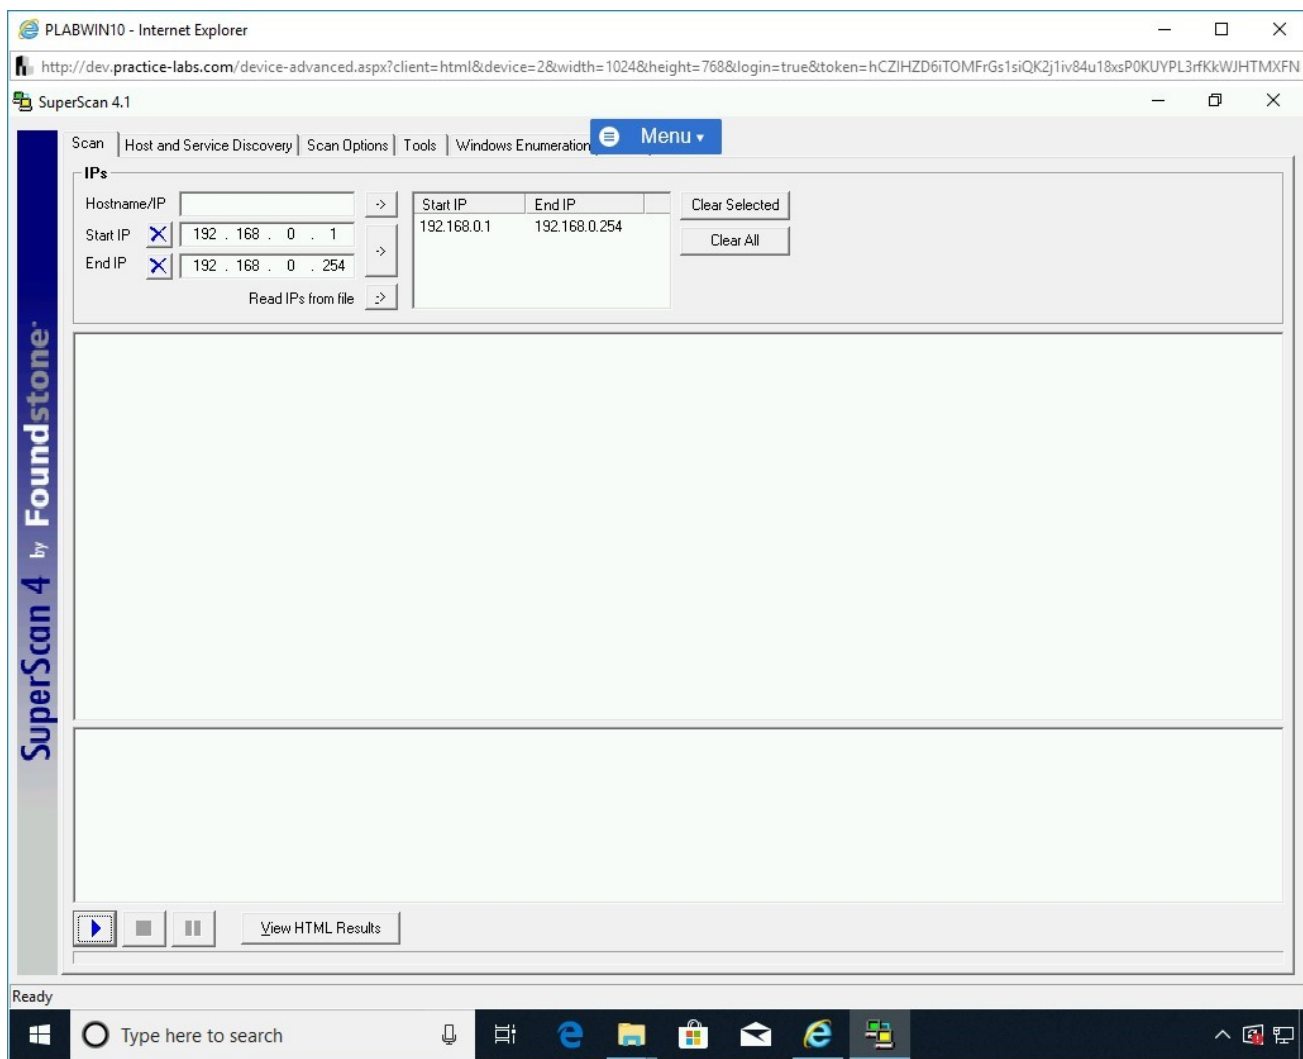 PLABWIN10 - Internet Explorer
http://dev.practice-labs.com/device-advanced.aspx?client=html&device=2&width=1024&height=768&login=true&token=hCZIHZD6iTOMFrGs1siQK2j1iv84u18xsP0KUYPL3rfKkWJHTMXFN
SuperScan 4.1
Menu
Scan Host and Service Discovery Scan Options Tools Windows Enumeration
IPs
Hostname/IP -> Start IP End IP Clear Selected
Start IP 192 . 168 . 0 . 1 192.168.0.1 192.168.0.254
-> Clear All
End IP 192 . 168 . 0 . 254
Read IPs from file ->
SuperScan 4 by Foundstone
View HTML Results
Ready
Type here to search